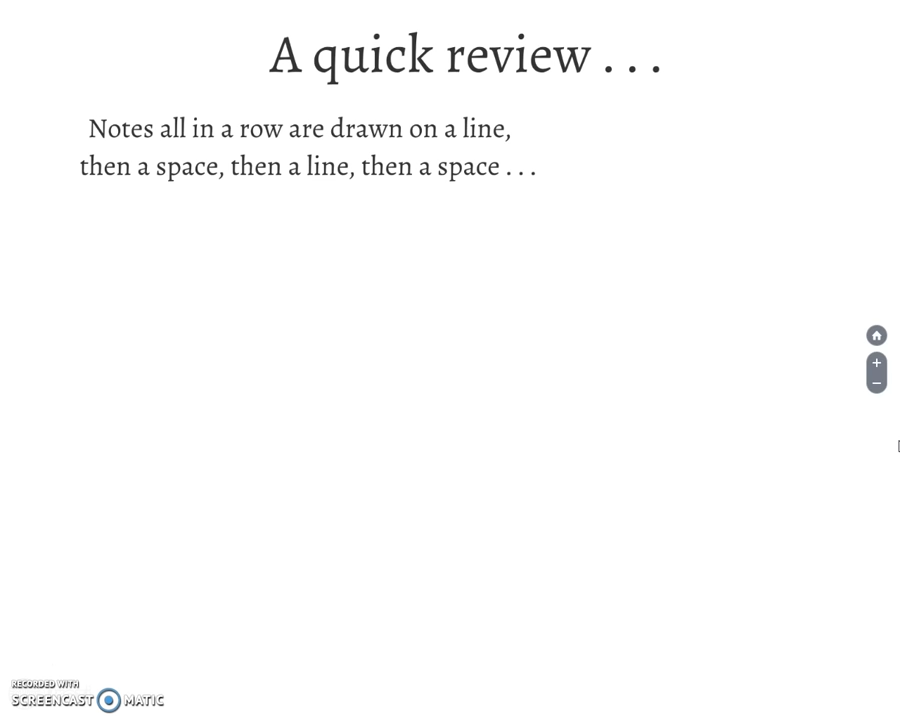 A quick review . . .
Notes all in a row are drawn on a line,
then a space, then a line, then a space . . .
RECORDED WITH
SCREENCAST MATIC